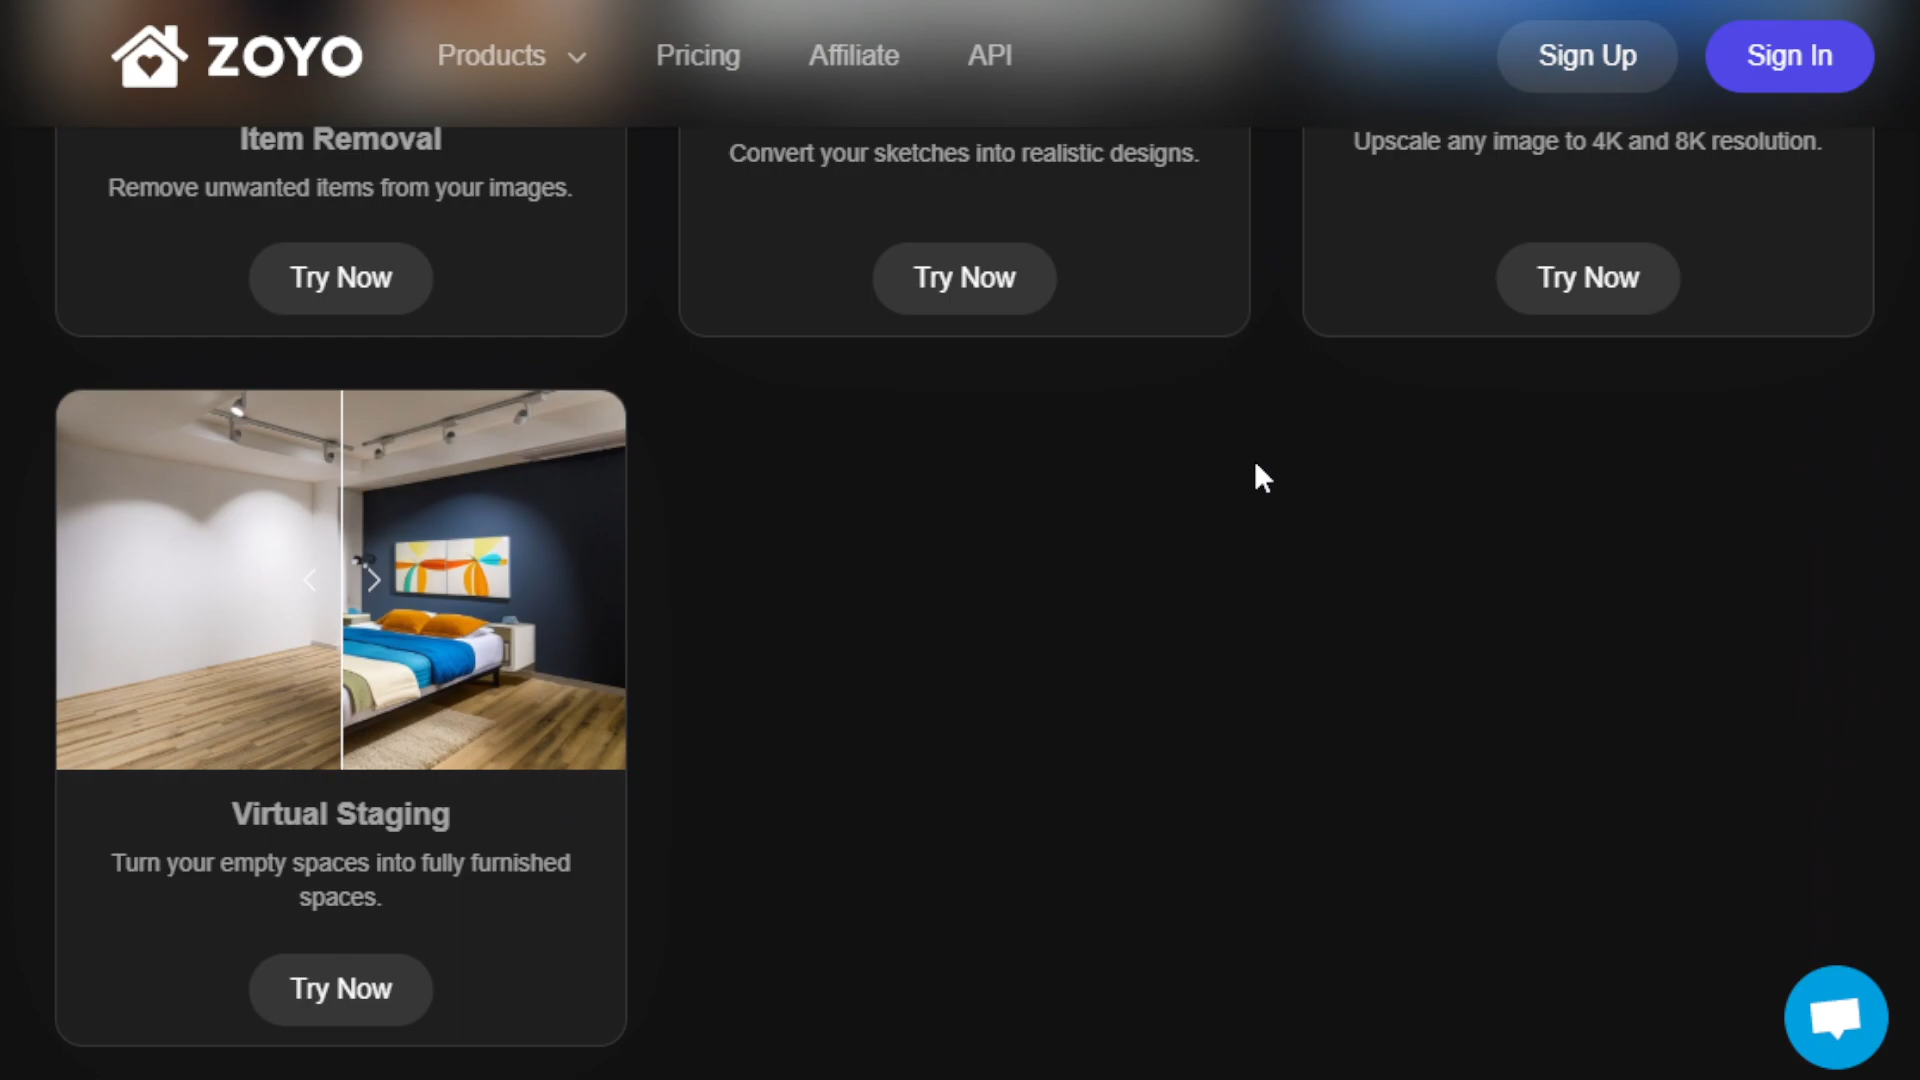 ZOYO
Products
Pricing
Affiliate
API
Sign Up
Sign In
Item Removal
Remove unwanted items from your images.
Try Now
Convert your sketches into realistic designs.
Try Now
Upscale any image to 4K and 8K resolution.
Try Now
Virtual Staging
Turn your empty spaces into fully furnished
spaces.
Try Now